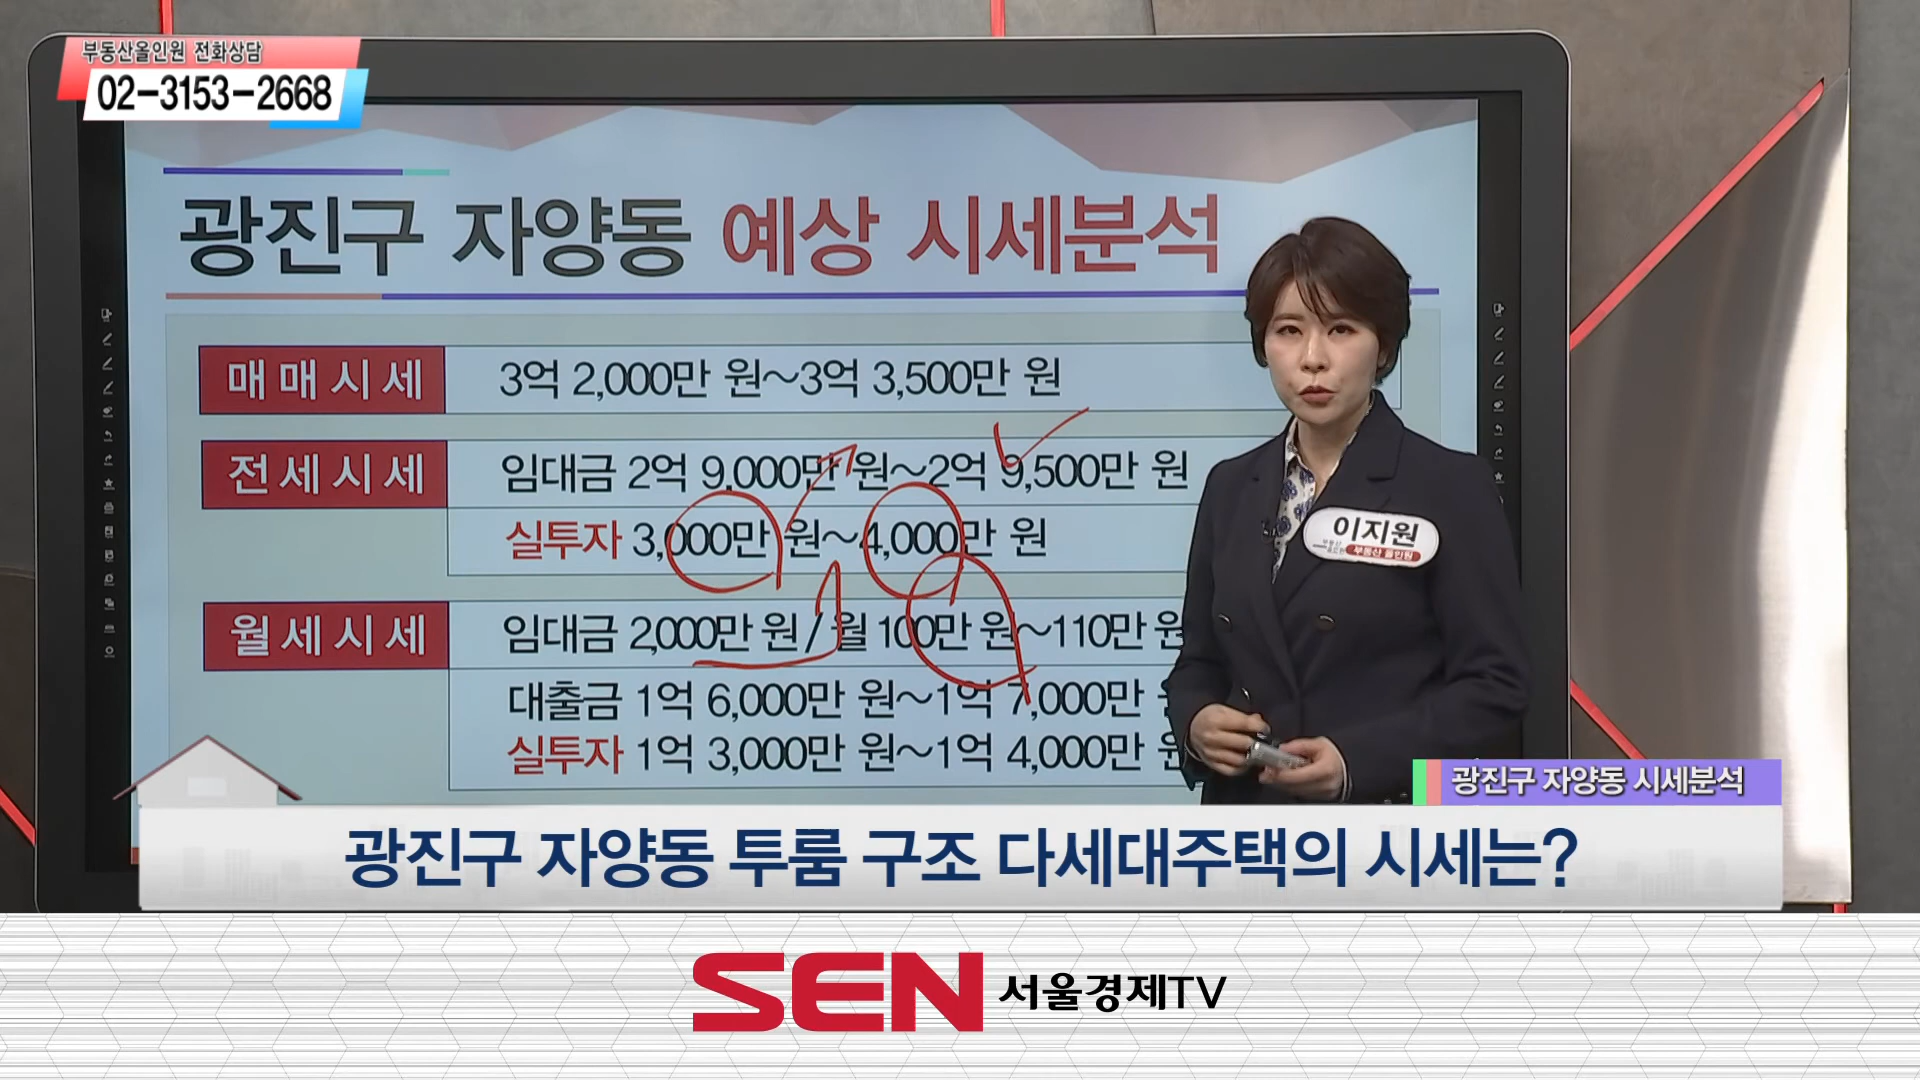 부동산올인원 전화상담
02-3153-2668
광진구 자양동 예상 시세분석
매매시세
3억 2,000만 원~3억 3,500만 원
전세시세
임대금 2억 9,000만 원~2억 9,500만 원
실투자 3,000만 원~4,000만 원
월세시세
임대금 2,000만 원/월 100만 원~110만 원
대출금 1억 6,000만 원~1억 7,000만 원
실투자 1억 3,000만 원~1억 4,000만 원
이지원
부동산 올인원
광진구 자양동 시세분석
광진구 자양동 투룸 구조 다세대주택의 시세는?
SEN 서울경제TV